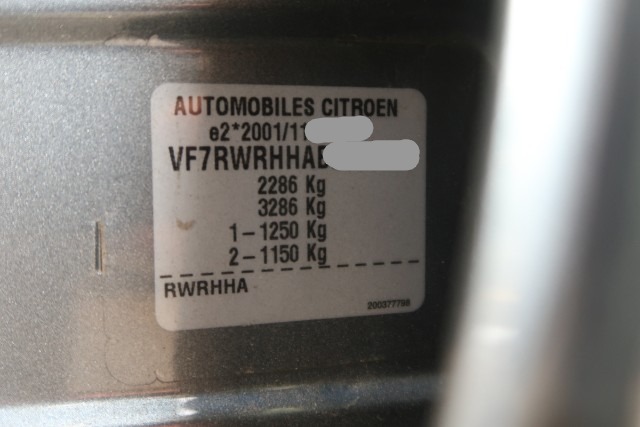 AUTOMOBILES CITROEN
e2*2001/11
VF7RWRHHA
2286 Kg
3286 Kg
1-1250 Kg
2-1150 Kg
RWRHHA